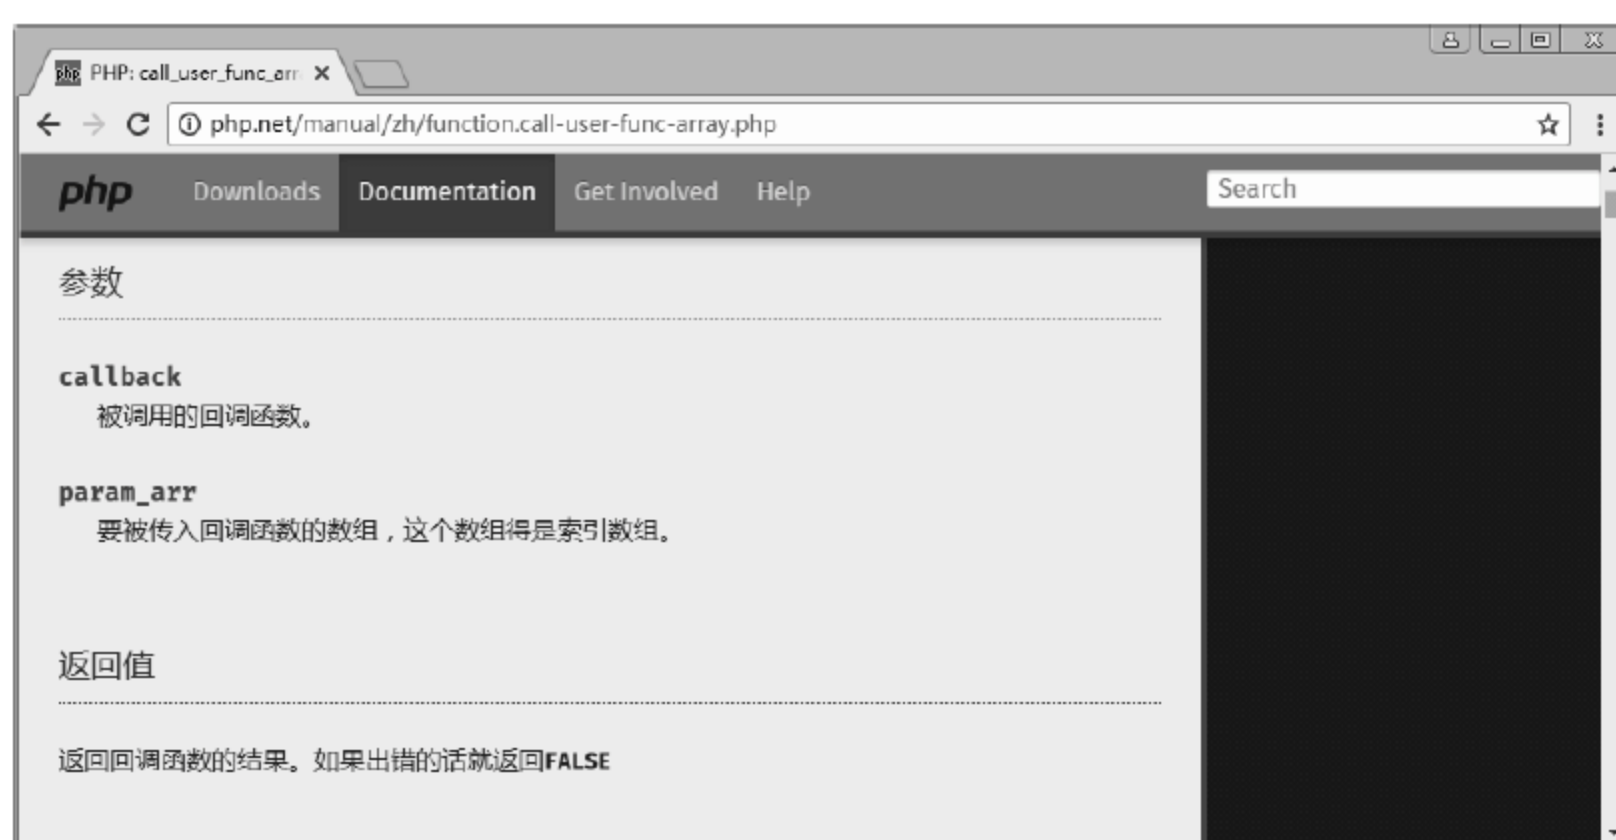 php PHP: call_user_func_arr
php.net/manual/zh/function.call-user-func-array.php
php Downloads Documentation Get Involved Help Search
参数
callback
被调用的回调函数。
param_arr
要被传入回调函数的数组，这个数组得是索引数组。
返回值
返回回调函数的结果。如果出错的话就返回FALSE